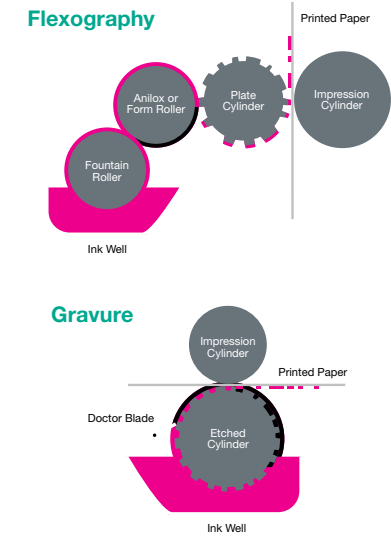 Flexography
Printed Paper
Anilox or
Form Roller
Plate
Cylinder
Impression
Cylinder
Fountain
Roller
Ink Well
Gravure
Impression
Cylinder
Printed Paper
Doctor Blade
Etched
Cylinder
Ink Well